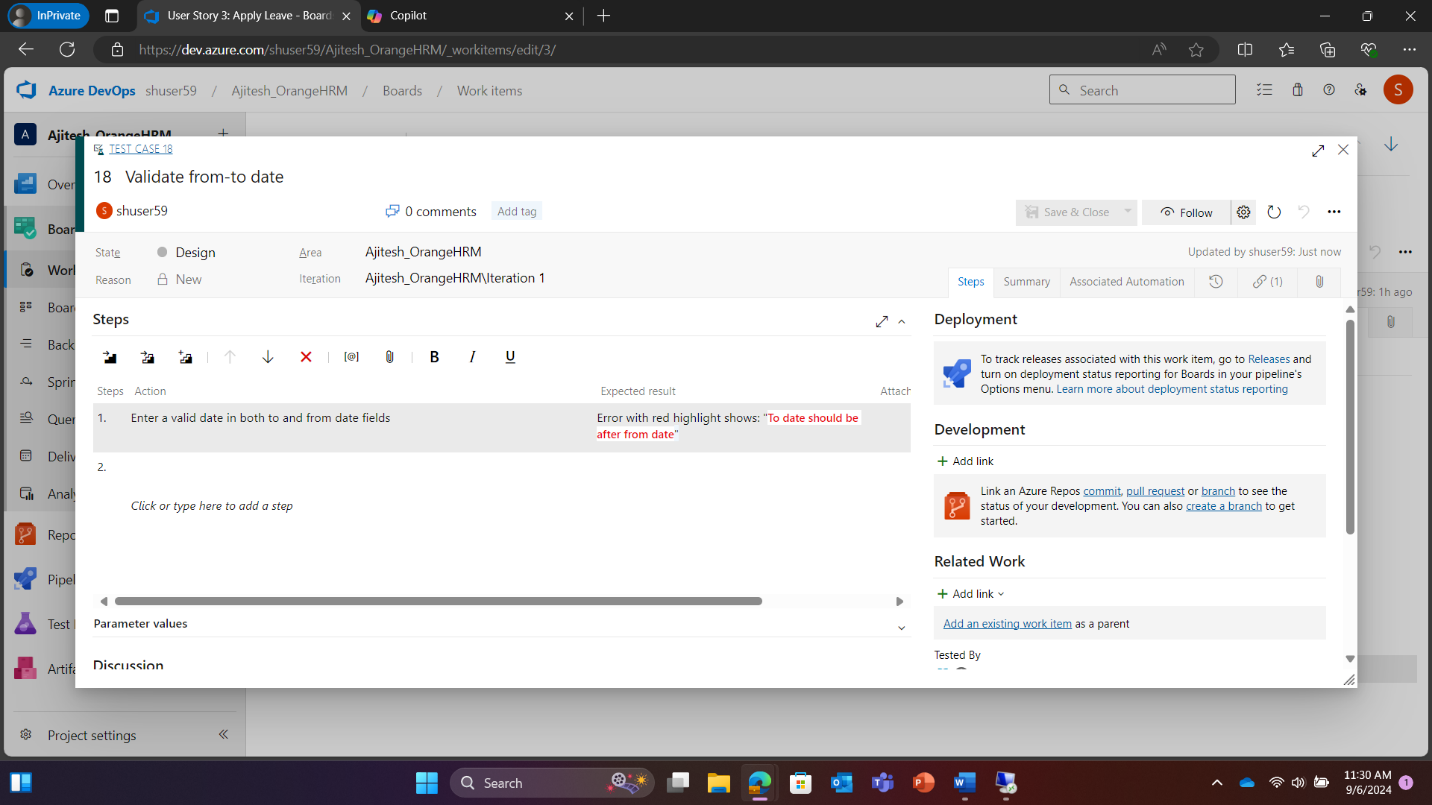 InPrivate
User Story 3: Apply Leave - Board
Copilot
https://dev.azure.com/shuser59/Ajitesh_OrangeHRM/_workitems/edit/3/
Azure DevOps shuser59 / Ajitesh_OrangeHRM / Boards / Work items
Search
S
A Ajitesh_OrangeHRM +
Over
Boar
Work
Boar
Back
Sprin
Quer
Deliv
Analy
Repo
Pipel
Test
Artifa
Project settings
r59: 1h ago
TEST CASE 18
18 Validate from-to date
S shuser59
0 comments
Add tag
Save & Close
Follow
State Design
Area Ajitesh_OrangeHRM
Updated by shuser59: Just now
Reason New
Iteration Ajitesh_OrangeHRM\Iteration 1
Steps Summary Associated Automation (1)
Steps
[@] B I U
Steps Action Expected result Attach
1. Enter a valid date in both to and from date fields
Error with red highlight shows: "To date should be
after from date"
2.
Click or type here to add a step
Parameter values
Discussion
Deployment
To track releases associated with this work item, go to Releases and
turn on deployment status reporting for Boards in your pipeline's
Options menu. Learn more about deployment status reporting
Development
+ Add link
Link an Azure Repos commit, pull request or branch to see the
status of your development. You can also create a branch to get
started.
Related Work
+ Add link
Add an existing work item as a parent
Tested By
Search
11:30 AM
9/6/2024
1